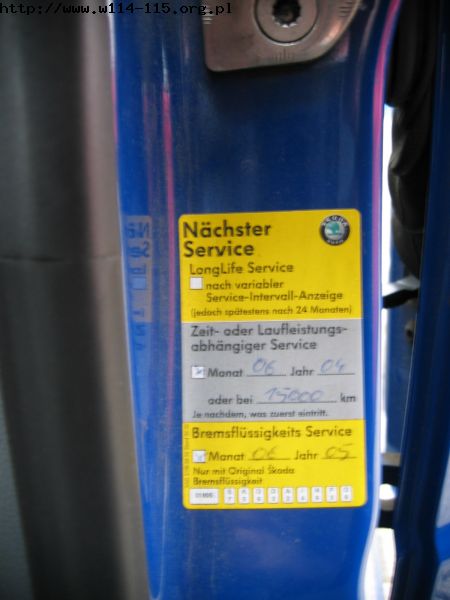 http://www.w114-115.org.pl
Nächster
Service
SKODA
AUTO
LongLife Service
nach variabler
Service-Intervall-Anzeige
(jedoch spätestens nach 24 Monaten)
Zeit- oder Laufleistungs-
abhängiger Service
x Monat 06 Jahr 04
oder bei 15000 km
Je nachdem, was zuerst eintritt.
Bremsflüssigkeits Service
x Monat 06 Jahr 05
Nur mit Original Škoda
Bremsflüssigkeit